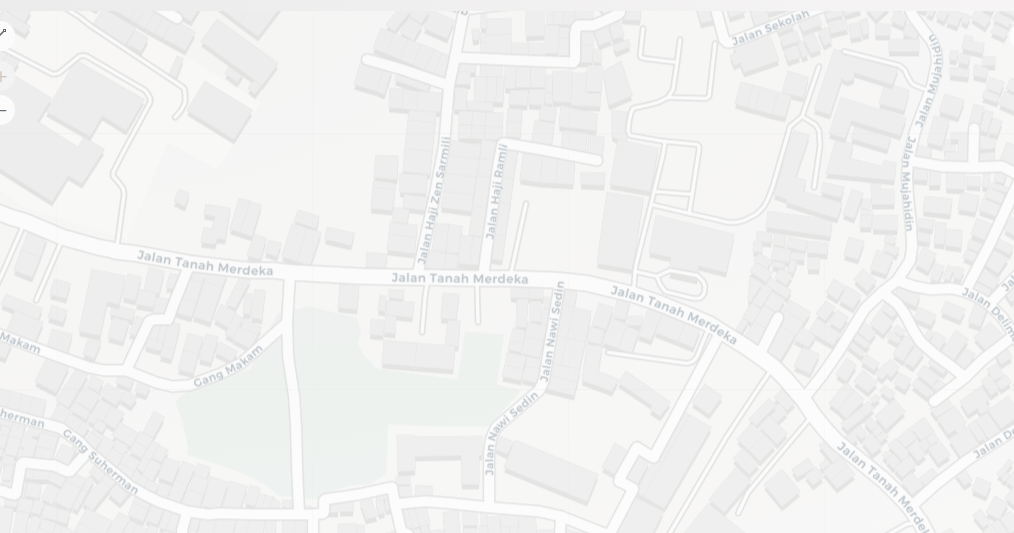 Jalan Sekolah
Jalan Mujahidin
Jalan Mujahidin
Jalan Haji Zen Sarmili
Jalan Haji Ramli
Jalan Tanah Merdeka
Jalan Tanah Merdeka
Jalan Tanah Merdeka
Jalan Nawi Sedin
Makam
Gang Makam
Jalan Nawi Sedin
Gang Suherman
Jalan Tanah Merdek